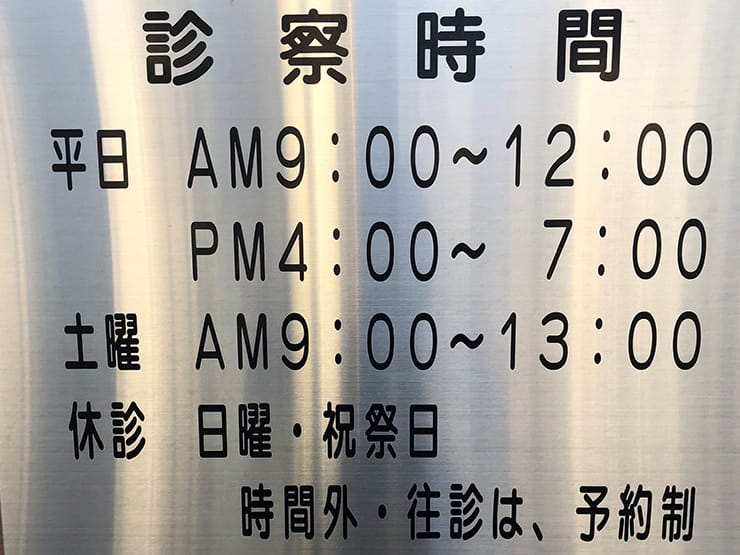 診察時間
平日 AM9:00~12:00
PM4:00~ 7:00
土曜 AM9:00~13:00
休診 日曜・祝祭日
時間外・往診は、予約制